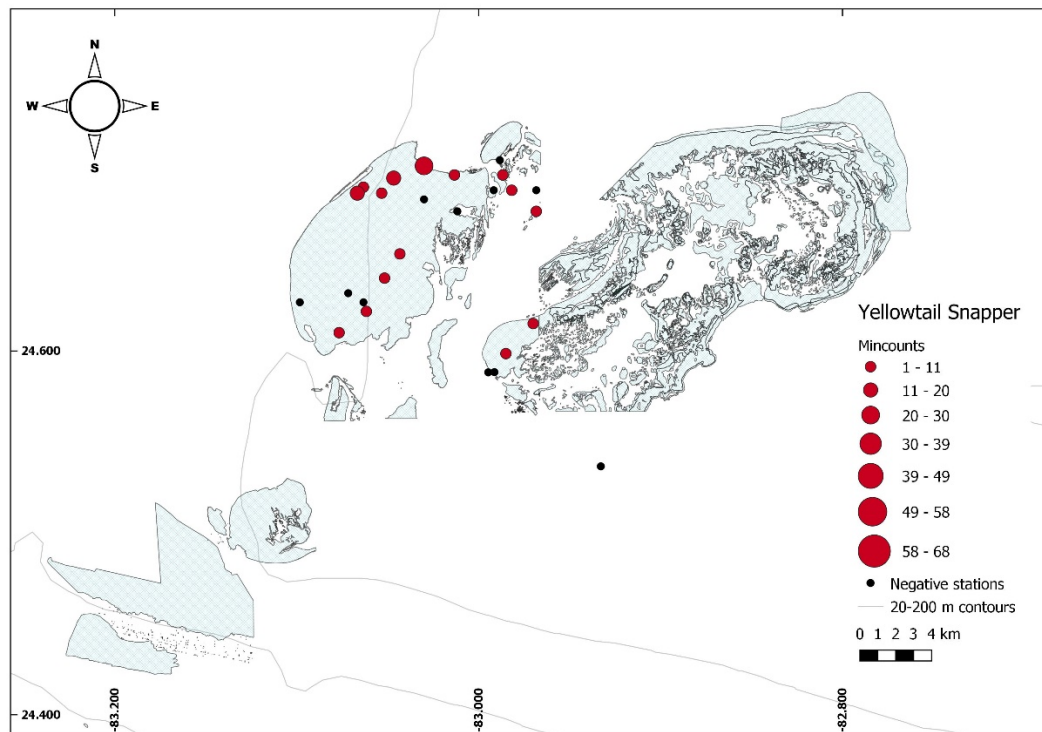 N
W E
S
Yellowtail Snapper
Mincounts
1 - 11
11 - 20
20 - 30
30 - 39
39 - 49
49 - 58
58 - 68
Negative stations
20-200 m contours
0 1 2 3 4 km
24.600
24.400
-83.200
-83.000
-82.800